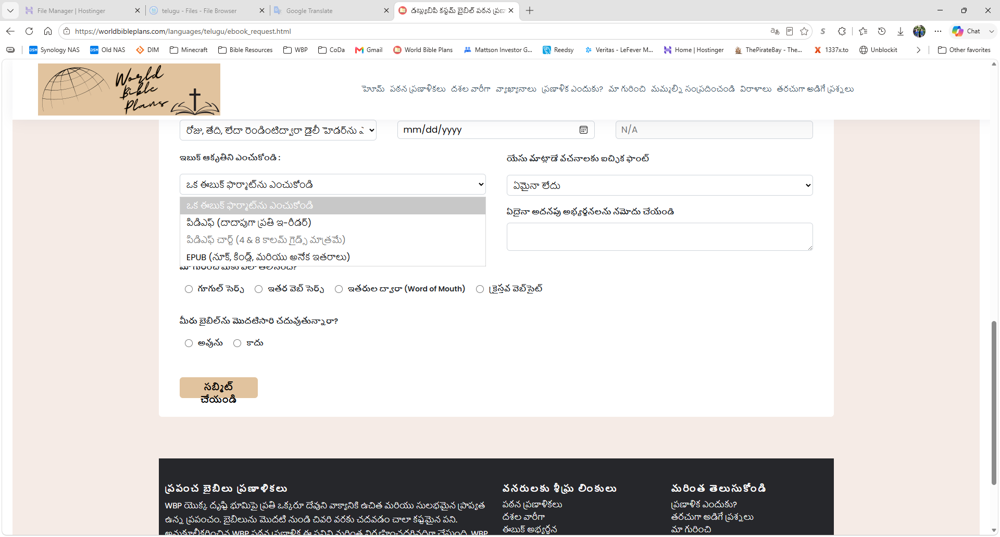 File Manager | Hostinger
telugu - Files - File Browser
Google Translate
డబ్ల్యుబిపి కస్టమ్ బైబిల్ పఠన ప్రణా
https://worldbibleplans.com/languages/telugu/ebook_request.html
Chat
Synology NAS
Old NAS
DIM
Minecraft
Bible Resources
WBP
CoDa
Gmail
World Bible Plans
Mattson Investor G...
Reedsy
Veritas - LeFever M...
Home | Hostinger
ThePirateBay - The...
1337x.to
Unblockit
Other favorites
World
Bible
Plans
హెూమ్ పఠన ప్రణాళికలు దశల వారీగా వ్యాఖ్యానాలు ప్రణాళిక ఎందుకు? మా గురించి మమ్మల్ని సంప్రదించండి విరాళాలు తరచుగా అడిగే ప్రశ్నలు
రోజు, తేది, లేదా రెండింటిద్వారా డైలీ హెడర్‌ను ఎ
mm/dd/yyyy
N/A
ఇబుక్ ఆకృతిని ఎంచుకోండి :
యేసు మాట్లాడే వచనాలకు ఐచ్ఛిక ఫాంట్
ఒక ఈబుక్ ఫార్మాట్‌ను ఎంచుకోండి
ఏమైనా లేదు
ఒక ఈబుక్ ఫార్మాట్‌ను ఎంచుకోండి
పిడిఎఫ్ (దాదాపుగా ప్రతి ఇ-రీడర్)
పిడిఎఫ్ చార్ట్ (4 & 8 కాలమ్ గైడ్స్ మాత్రమే)
EPUB (నూక్, కిండ్ల్, మరియు అనేక ఇతరాలు)
ఏదైనా అదనపు అభ్యర్థనలను నమోదు చేయండి
గూగుల్ సెర్చ్
ఇతర వెబ్ సెర్చ్
ఇతరుల ద్వారా (Word of Mouth)
క్రైస్తవ వెబ్‌సైట్
మీరు బైబిల్‌ను మొదటిసారి చదువుతున్నారా?
అవును
కాదు
సబ్మిట్
చేయండి
ప్రపంచ బైబిలు ప్రణాళికలు
WBP యొక్క దృష్టి భూమిపై ప్రతి ఒక్కరూ దేవుని వాక్యానికి ఉచిత మరియు సులభమైన ప్రాప్యత
ఉన్న ప్రపంచం. బైబిలును మొదటి నుండి చివరి వరకు చదవడం చాలా కష్టమైన పని.
వనరులకు శీఘ్ర లింకులు
పఠన ప్రణాళికలు
దశల వారీగా
ఈబుక్ అభ్యర్థన
మరింత తెలుసుకోండి
ప్రణాళిక ఎందుకు?
తరచుగా అడిగే ప్రశ్నలు
మా గురించి